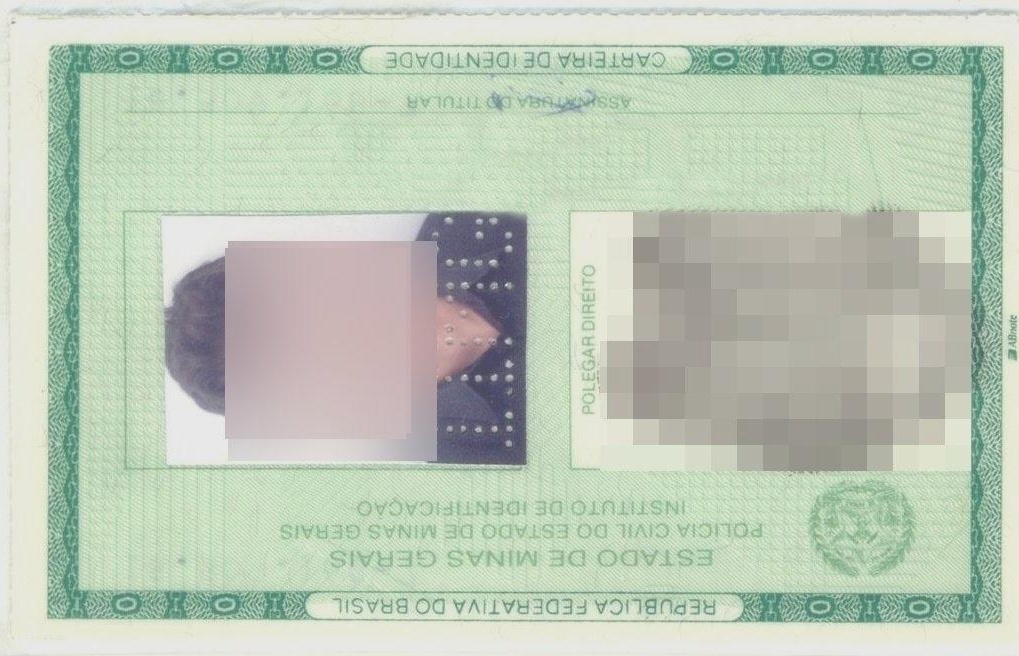 REPÚBLICA FEDERATIVA DO BRASIL
ESTADO DE MINAS GERAIS
POLÍCIA CIVIL DO ESTADO DE MINAS GERAIS
INSTITUTO DE IDENTIFICAÇÃO
POLEGAR DIREITO
ASSINATURA DO TITULAR
CARTEIRA DE IDENTIDADE
ABnote